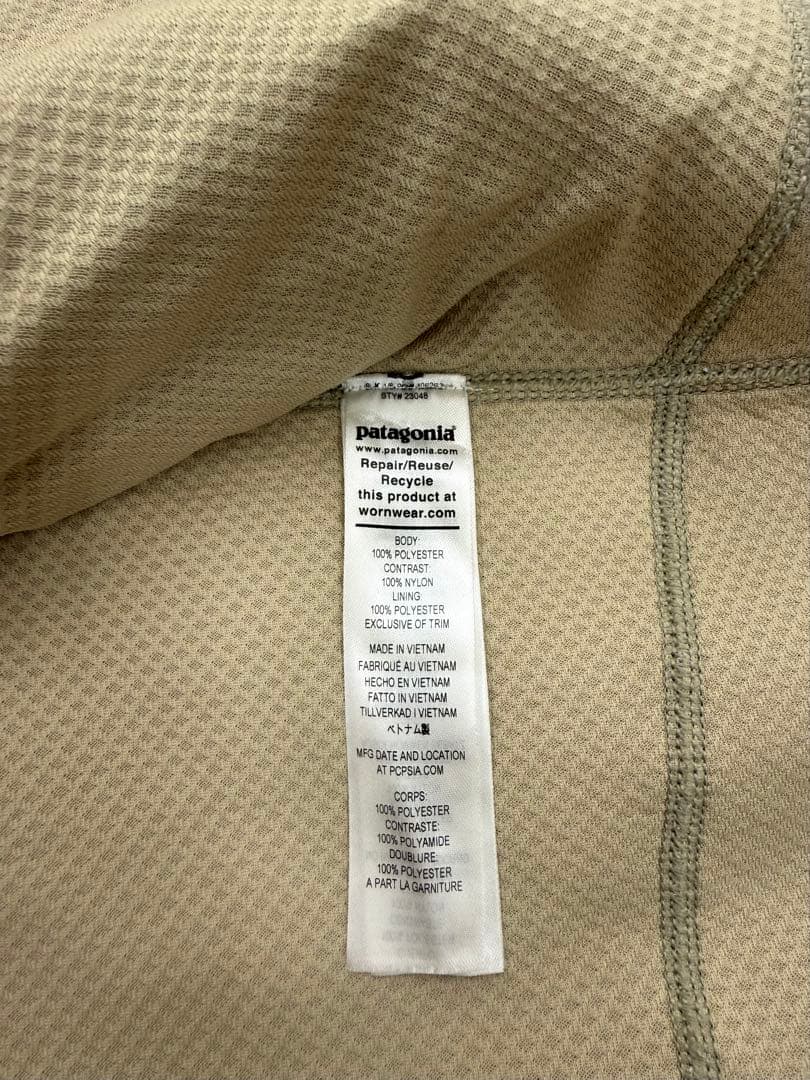 STY# 23048
patagonia®
www.patagonia.com
Repair/Reuse/
Recycle
this product at
wornwear.com
BODY:
100% POLYESTER
CONTRAST:
100% NYLON
LINING:
100% POLYESTER
EXCLUSIVE OF TRIM
MADE IN VIETNAM
FABRIQUÉ AU VIETNAM
HECHO EN VIETNAM
FATTO IN VIETNAM
TILLVERKAD I VIETNAM
ベトナム製
MFG DATE AND LOCATION
AT PCPSIA.COM
CORPS:
100% POLYESTER
CONTRASTE:
100% POLYAMIDE
DOUBLURE:
100% POLYESTER
A PART LA GARNITURE